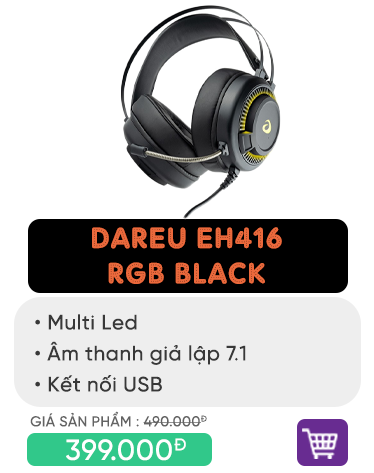 DAREU EH416
RGB BLACK
• Multi Led
• Âm thanh giả lập 7.1
• Kết nối USB
GIÁ SẢN PHẨM : 490.000Đ
399.000Đ